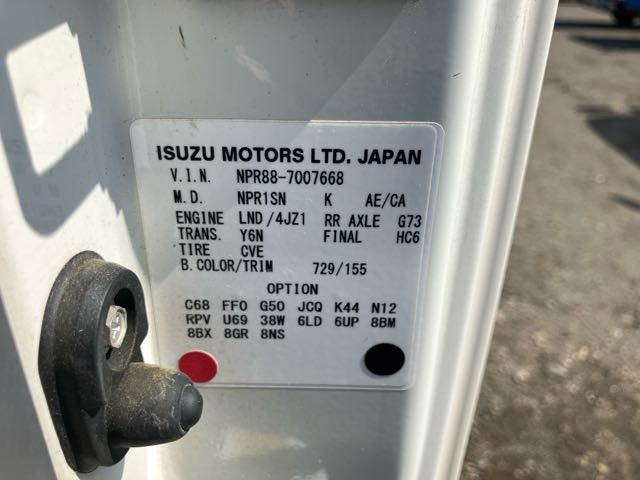 ISUZU MOTORS LTD. JAPAN
V.I.N. NPR88-7007668
M.D. NPR1SN K AE/CA
ENGINE LND/4JZ1 RR AXLE G73
TRANS. Y6N FINAL HC6
TIRE CVE
B.COLOR/TRIM 729/155
OPTION
C68 FF0 G50 JCQ K44 N12
RPV U69 38W 6LD 6UP 8BM
8BX 8GR 8NS